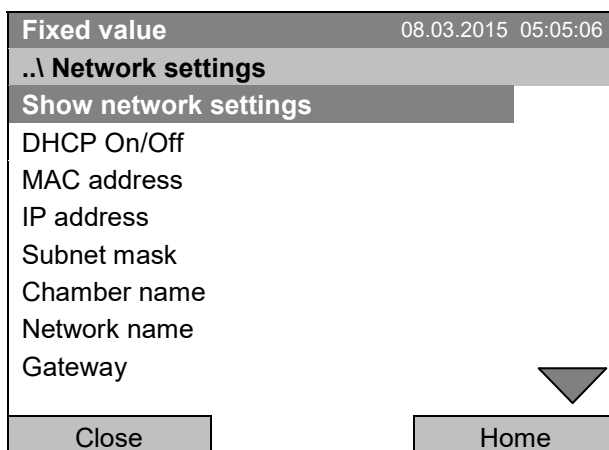 Fixed value 08.03.2015 05:05:06
..\ Network settings
Show network settings
DHCP On/Off
MAC address
IP address
Subnet mask
Chamber name
Network name
Gateway
Close Home